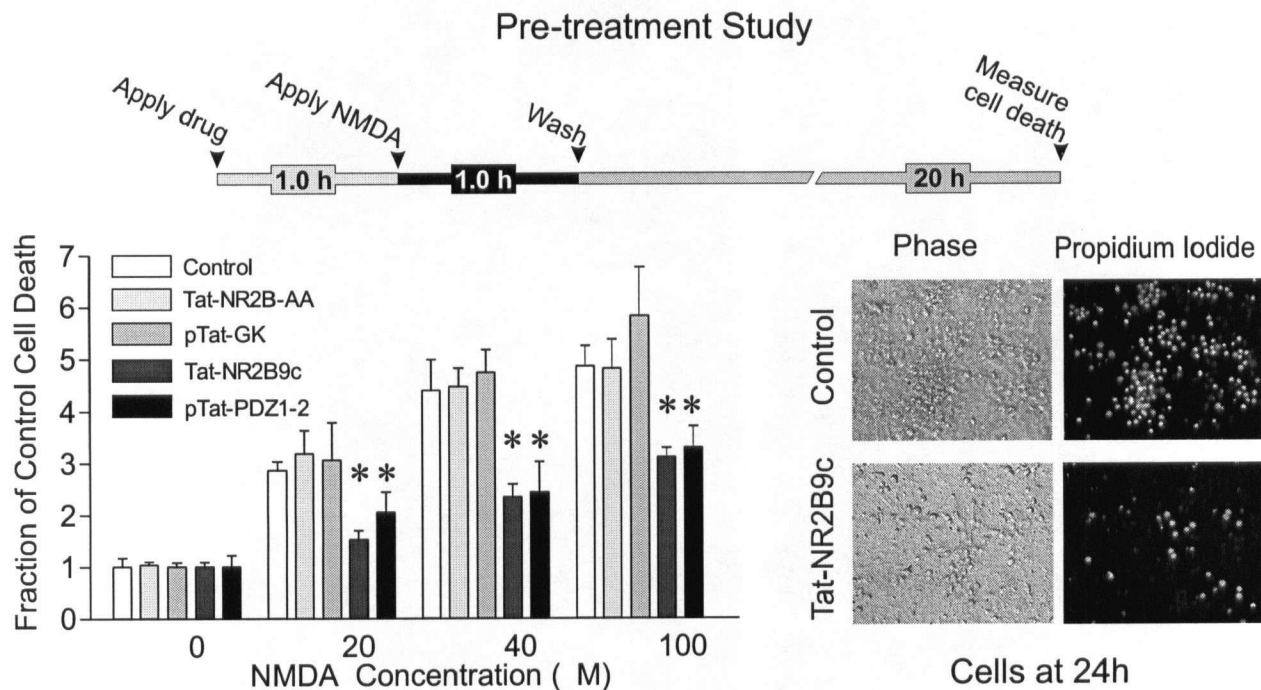 Pre-treatment Study
Apply drug
Apply NMDA
Wash
Measure
cell death
1.0 h
1.0 h
20 h
Fraction of Control Cell Death
7
6
5
4
3
2
1
0
Control
Tat-NR2B-AA
pTat-GK
Tat-NR2B9c
pTat-PDZ1-2
* *
* *
* *
0 20 40 100
NMDA Concentration ( M)
Phase Propidium Iodide
Control
Tat-NR2B9c
Cells at 24h